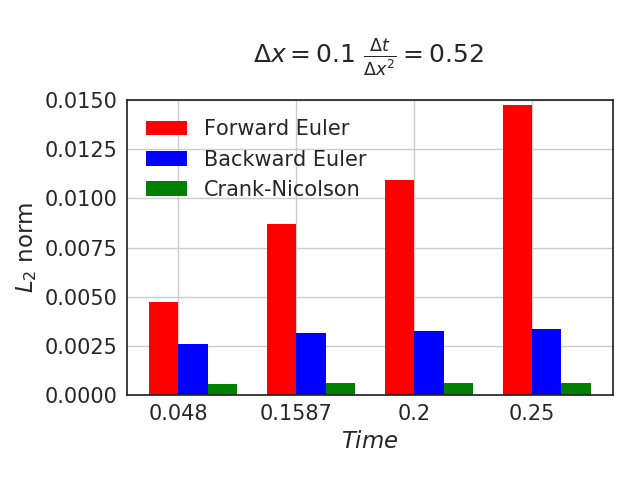 Δx = 0.1 Δt/Δx² = 0.52
0.0150
0.0125
0.0100
0.0075
0.0050
0.0025
0.0000
L₂ norm
Forward Euler
Backward Euler
Crank-Nicolson
0.048 0.1587 0.2 0.25
Time